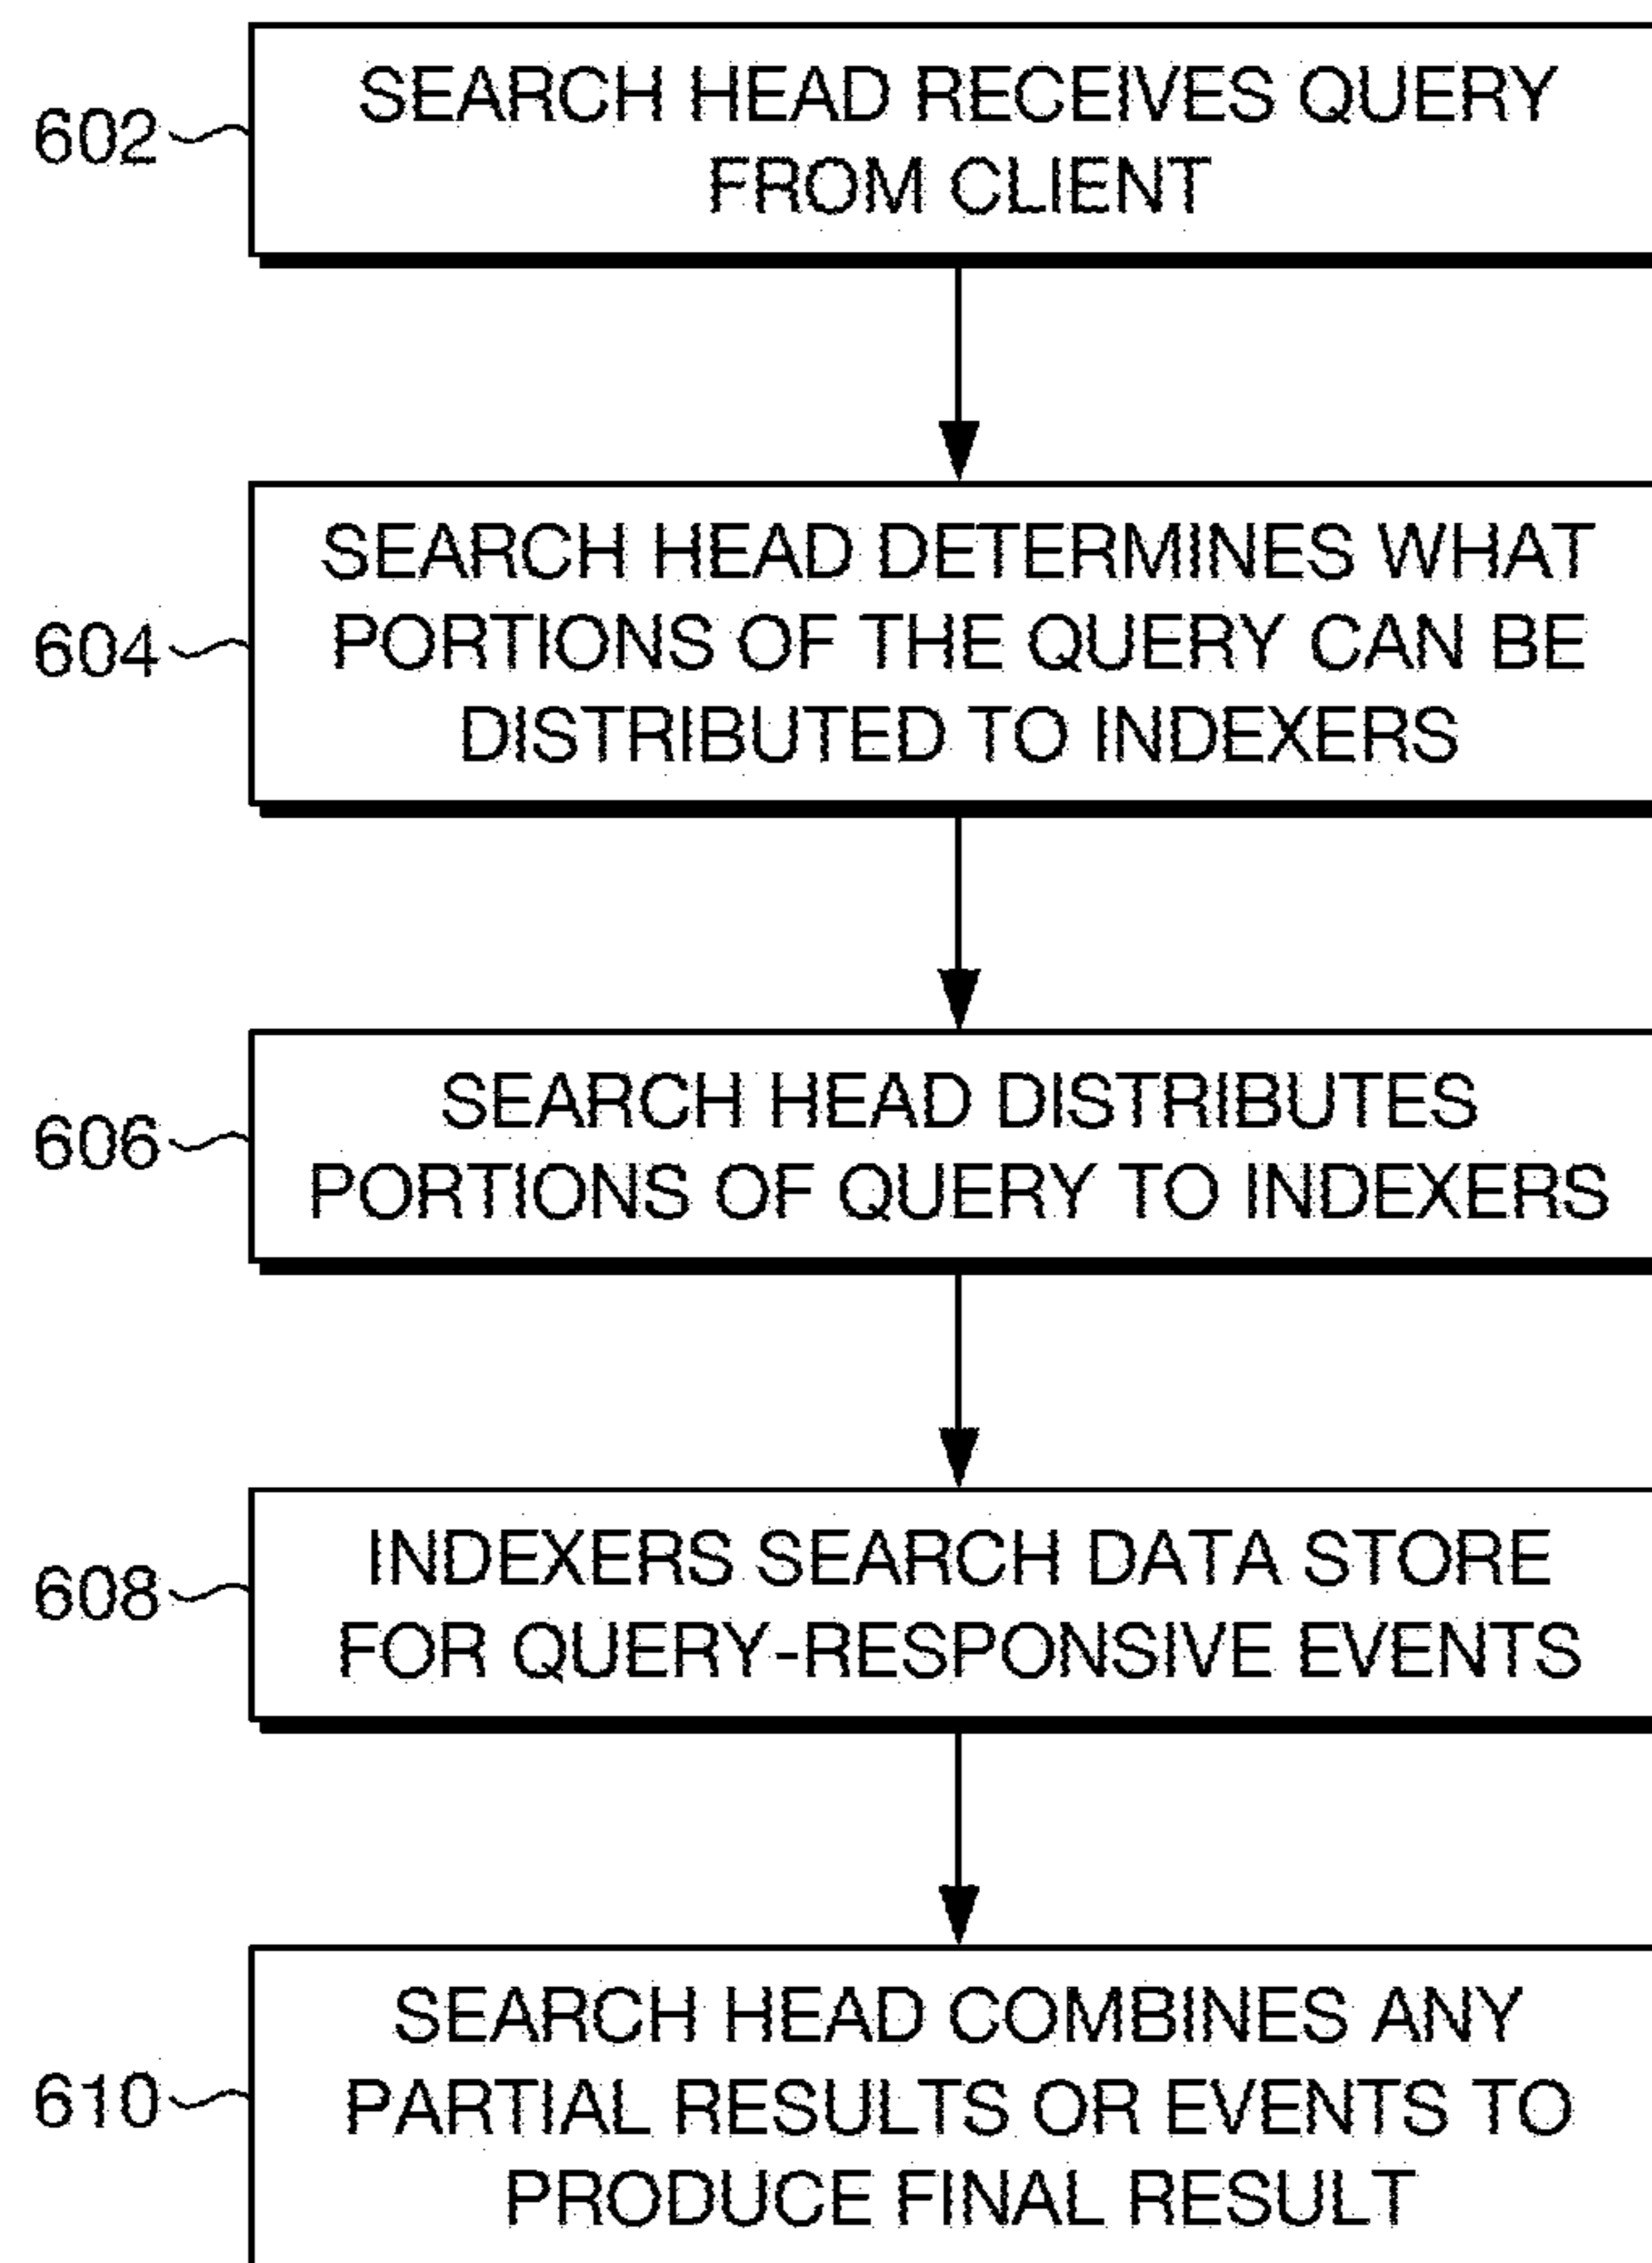 SEARCH HEAD RECEIVES QUERY
602
FROM CLIENT
SEARCH HEAD DETERMINES WHAT
604
PORTIONS OF THE QUERY CAN BE
DISTRIBUTED TO INDEXERS
SEARCH HEAD DISTRIBUTES
606
PORTIONS OF QUERY TO INDEXERS
INDEXERS SEARCH DATA STORE
608
FOR QUERY-RESPONSIVE EVENTS
SEARCH HEAD COMBINES ANY
610
PARTIAL RESULTS OR EVENTS TO
PRODUCE FINAL RESULT